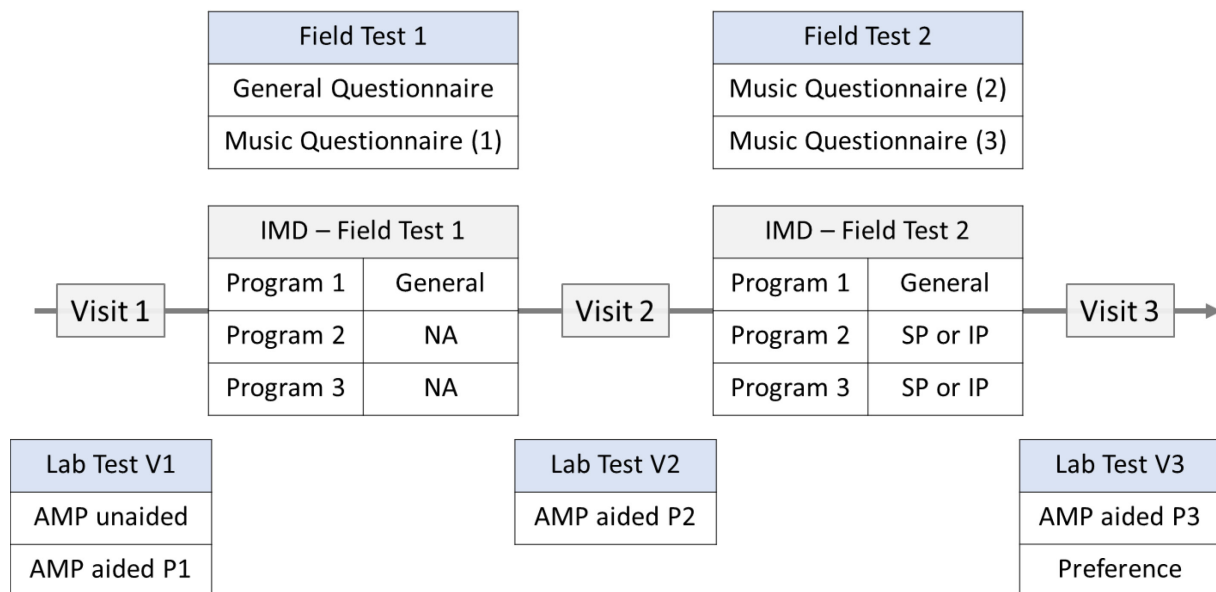 Field Test 1
General Questionnaire
Music Questionnaire (1)
Field Test 2
Music Questionnaire (2)
Music Questionnaire (3)
Visit 1
IMD – Field Test 1
Program 1 General
Program 2 NA
Program 3 NA
Visit 2
IMD – Field Test 2
Program 1 General
Program 2 SP or IP
Program 3 SP or IP
Visit 3
Lab Test V1
AMP unaided
AMP aided P1
Lab Test V2
AMP aided P2
Lab Test V3
AMP aided P3
Preference